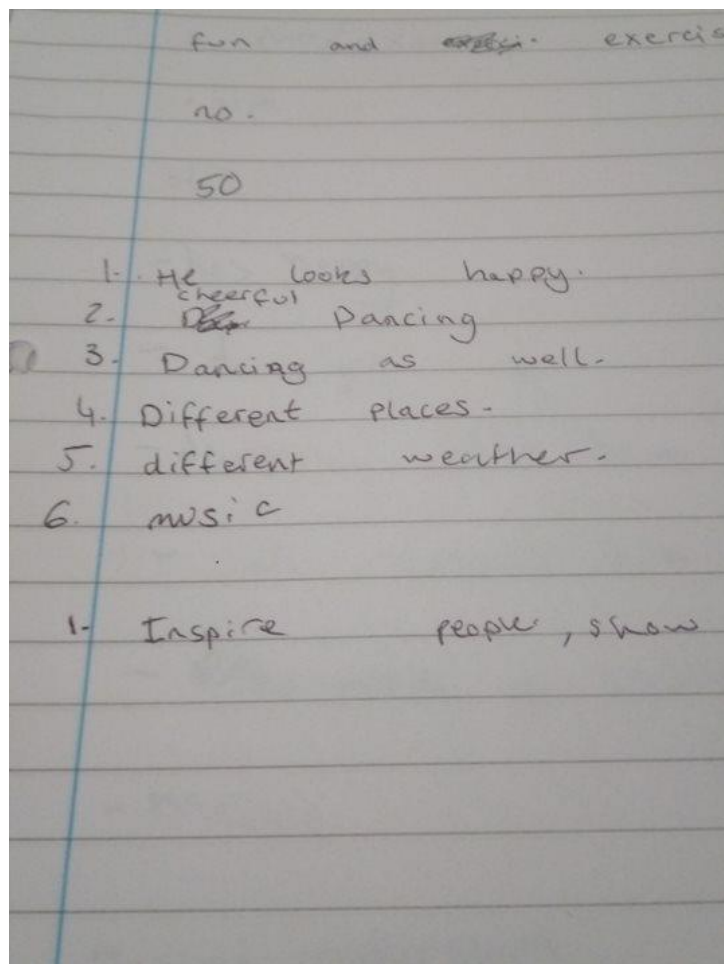 fun and exercis
no.
50
1. He looks happy.
cheerful
2. Dancing
3. Dancing as well.
4. Different places.
5. different weather.
6. music
1- Inspire people, show